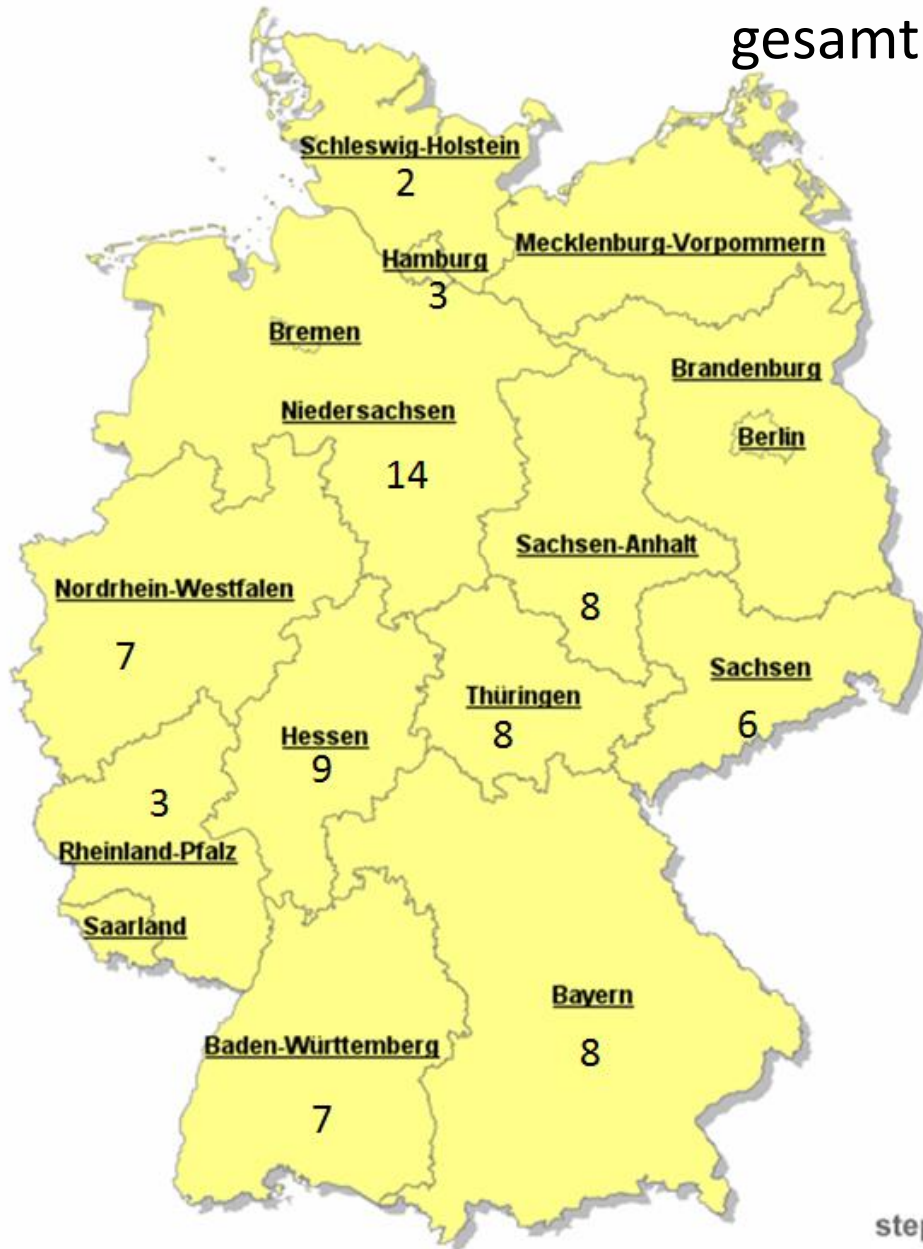 gesamt
Schleswig-Holstein
2
Mecklenburg-Vorpommern
Hamburg
3
Bremen
Brandenburg
Niedersachsen
Berlin
14
Sachsen-Anhalt
8
Nordrhein-Westfalen
7
Sachsen
6
Thüringen
8
Hessen
9
3
Rheinland-Pfalz
Saarland
Bayern
8
Baden-Württemberg
7
step